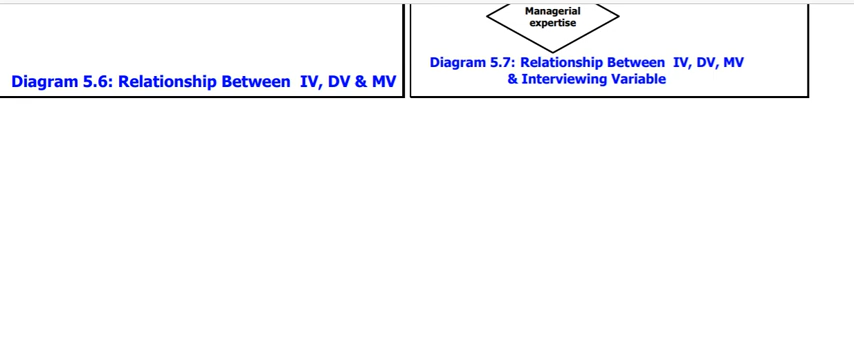 Managerial
expertise
Diagram 5.6: Relationship Between IV, DV & MV
Diagram 5.7: Relationship Between IV, DV, MV
& Interviewing Variable